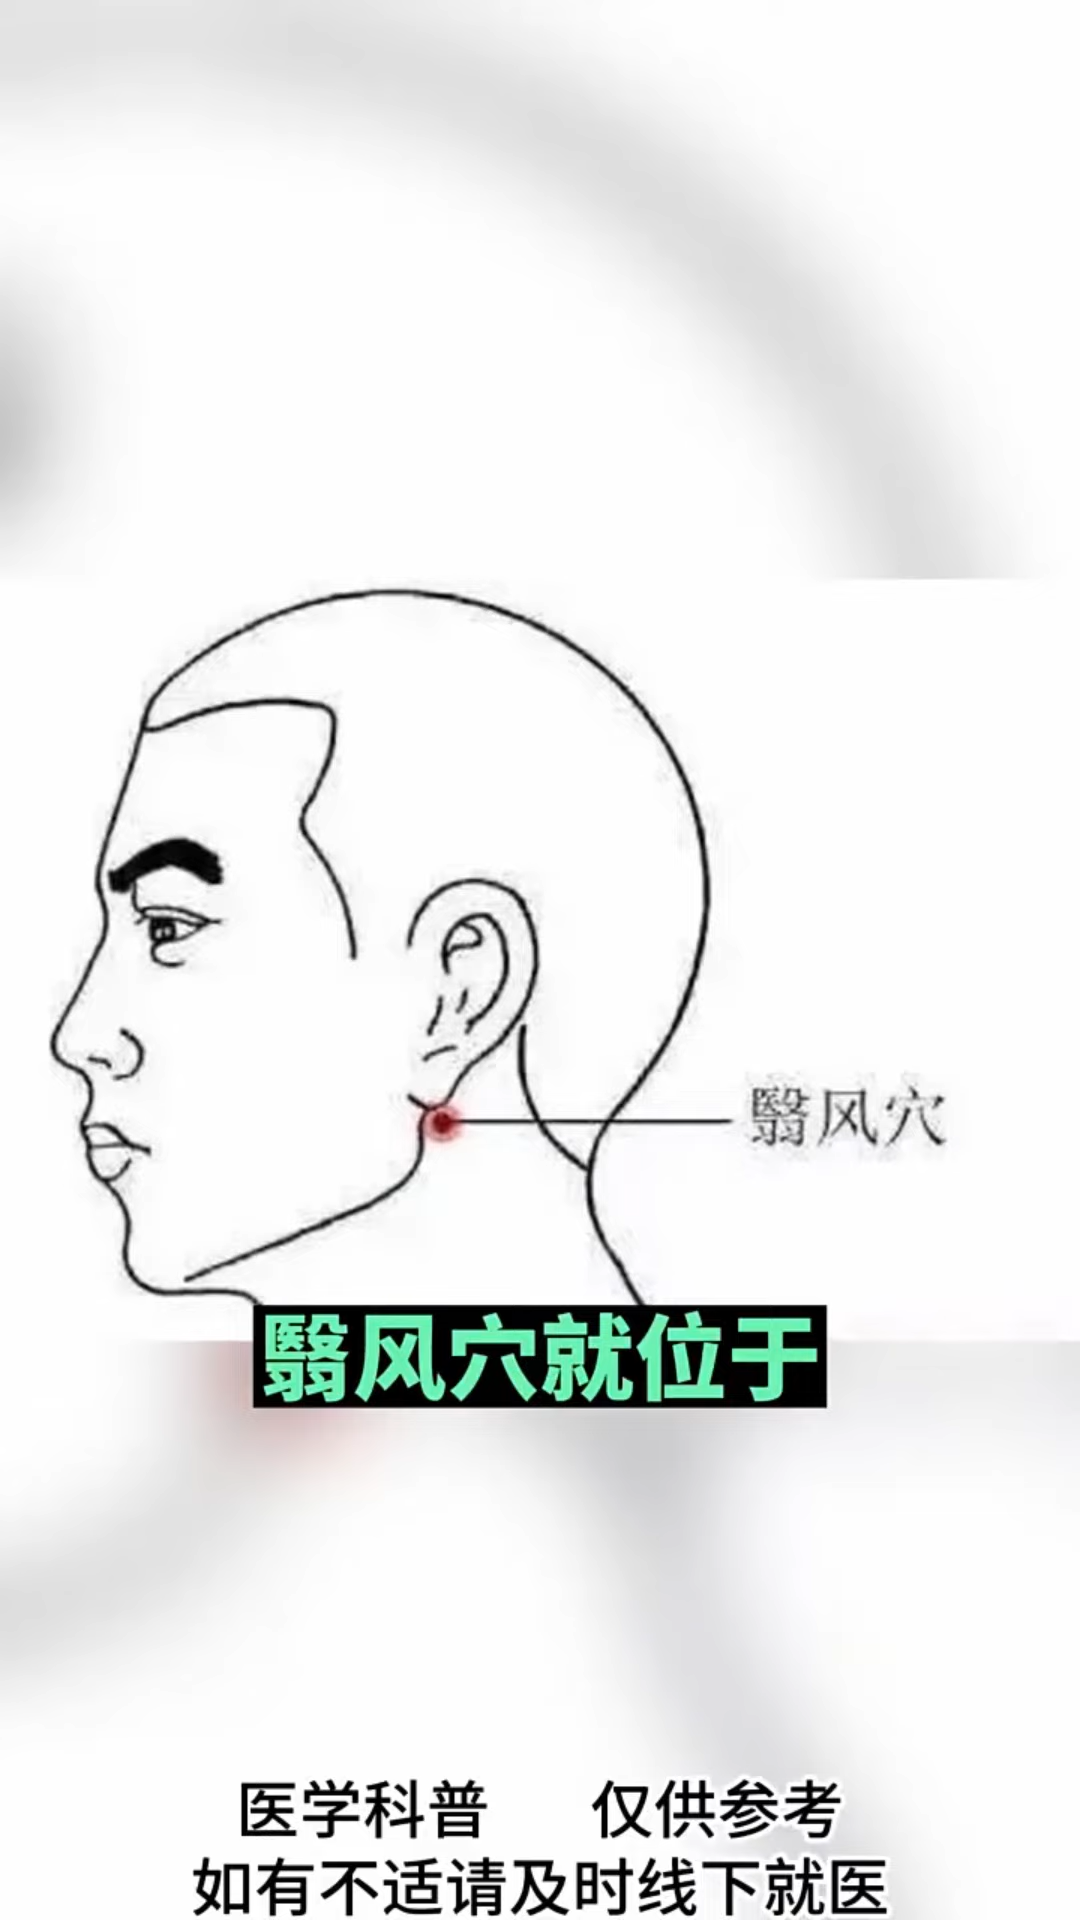 翳风穴
翳风穴就位于
医学科普 仅供参考
如有不适请及时线下就医